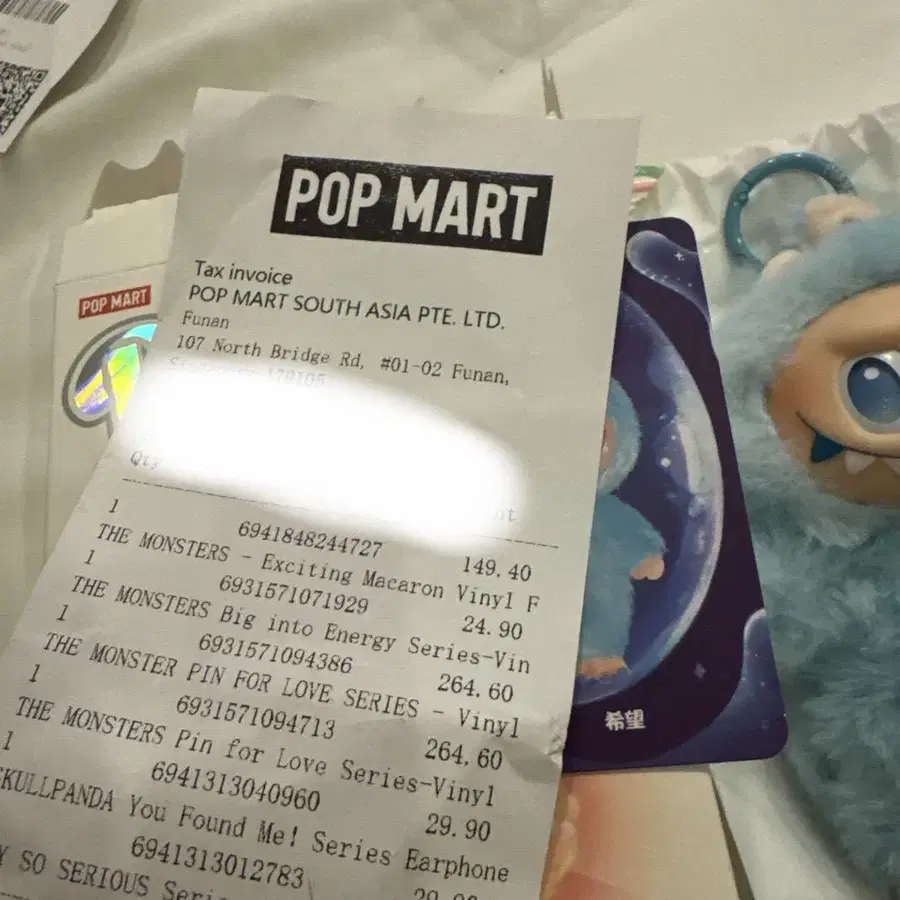 POP MART
POP MART
Tax invoice
POP MART SOUTH ASIA PTE. LTD.
Funan
107 North Bridge Rd, #01-02 Funan,
179105
Qty
1 6941848244727 149.40
THE MONSTERS - Exciting Macaron Vinyl F
1 6931571071929 24.90
THE MONSTERS Big into Energy Series-Vin
1 6931571094386 264.60
THE MONSTER PIN FOR LOVE SERIES - Vinyl
1 6931571094713 264.60
THE MONSTERS Pin for Love Series-Vinyl
1 6941313040960 29.90
SKULLPANDA You Found Me! Series Earphone
6941313012783
SO SERIOUS
希望